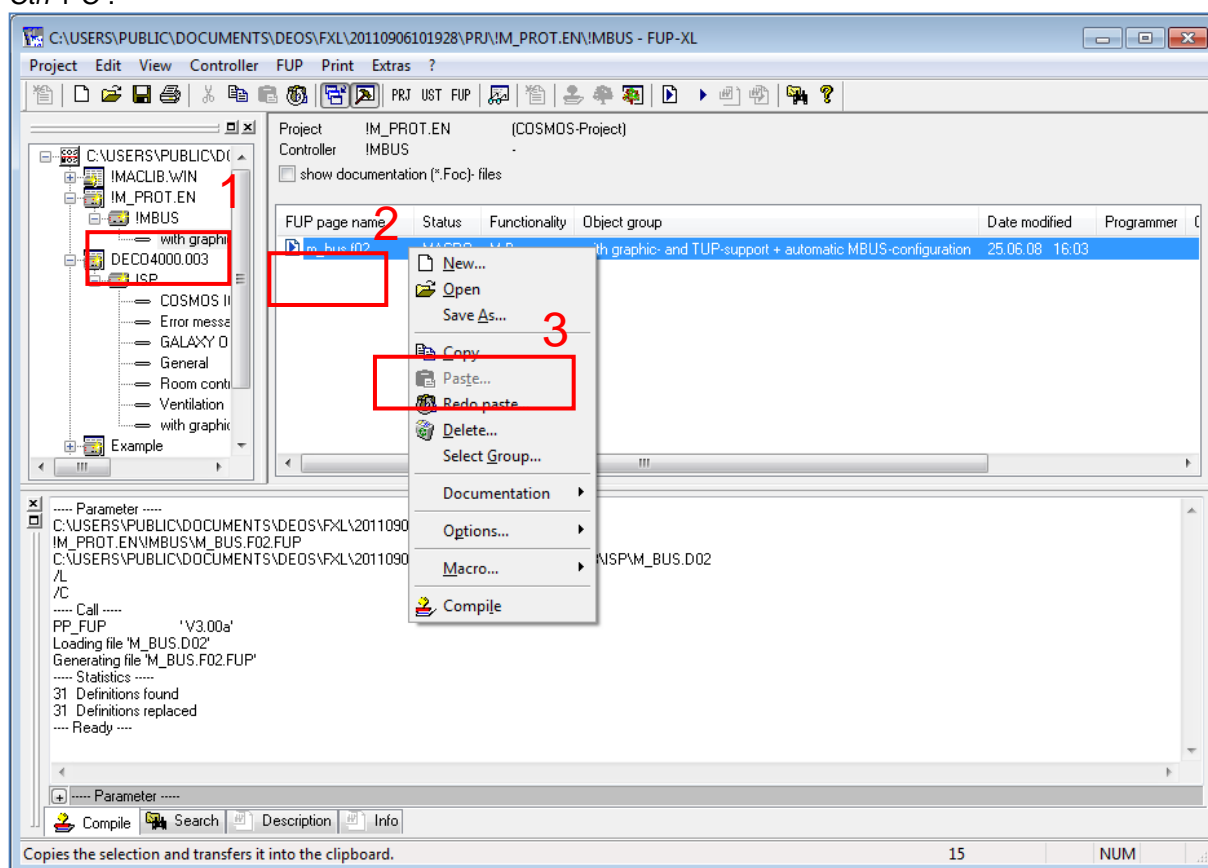 Ctrl + C .
C:\USERS\PUBLIC\DOCUMENTS\DEOS\FXL\20110906101928\PRJ\!M_PROT.EN\!MBUS - FUP-XL
Project Edit View Controller FUP Print Extras ?
PRJ UST FUP
Project !M_PROT.EN (COSMOS-Project)
Controller !MBUS -
show documentation (*.Foc)- files
C:\USERS\PUBLIC\D
!MACLIB.WIN
!M_PROT.EN
!MBUS
with graphi
DECO4000.003
ISP
COSMOS
Error messa
GALAXY O
General
Room cont
Ventilation
with graphic
Example
1
2
3
FUP page name Status Functionality Object group Date modified Programmer
m_bus.f02 MACRO M-B with graphic- and TUP-support + automatic MBUS-configuration 25.06.08 16:03
New...
Open
Save As...
Copy
Paste...
Redo paste
Delete...
Select Group...
Documentation
Options...
Macro...
Compile
----- Parameter -----
C:\USERS\PUBLIC\DOCUMENTS\DEOS\FXL\2011090
!M_PROT.EN\!MBUS\M_BUS.F02.FUP
C:\USERS\PUBLIC\DOCUMENTS\DEOS\FXL\2011090 \ISP\M_BUS.D02
/L
/C
----- Call -----
PP_FUP 'V3.00a'
Loading file 'M_BUS.D02'
Generating file 'M_BUS.F02.FUP'
----- Statistics -----
31 Definitions found
31 Definitions replaced
---- Ready ----
----- Parameter -----
Compile Search Description Info
Copies the selection and transfers it into the clipboard. 15 NUM